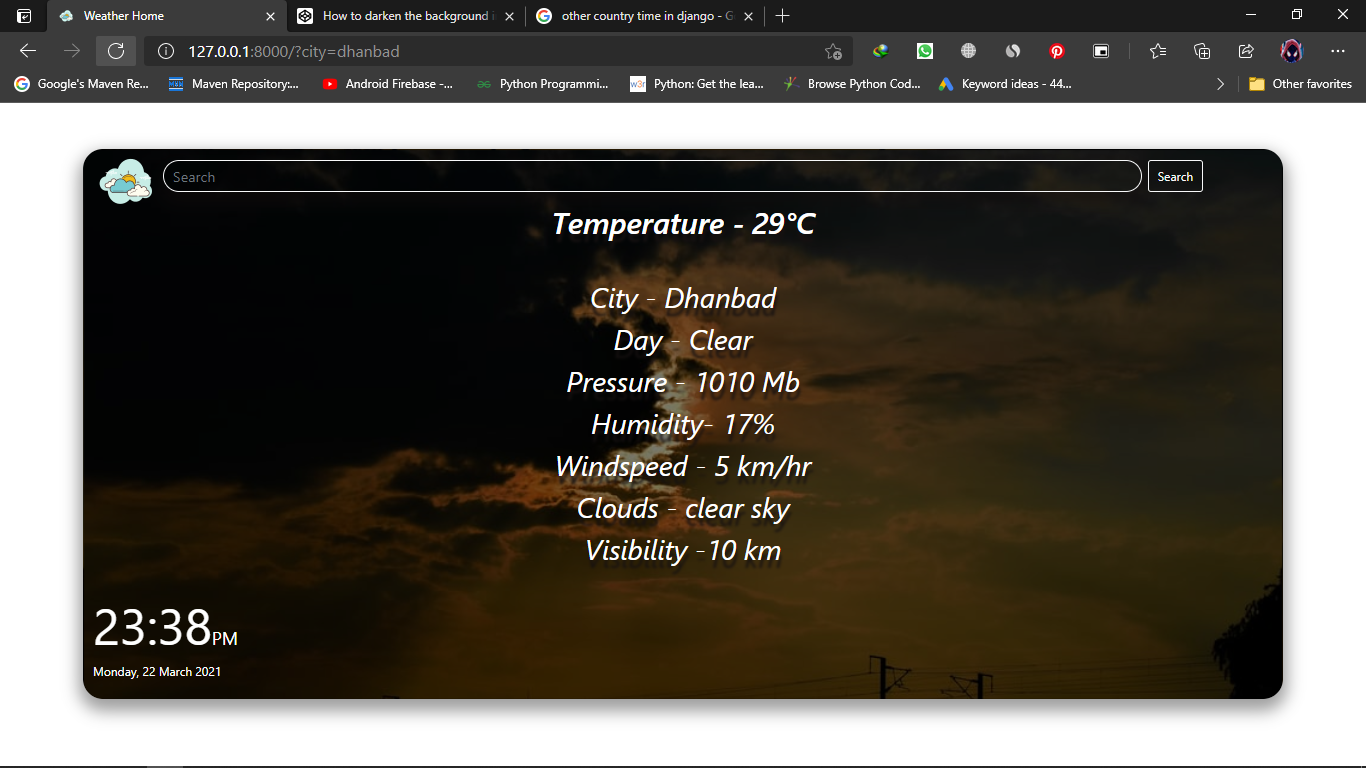 Weather Home
How to darken the background i
other country time in django - G
127.0.0.1:8000/?city=dhanbad
Google's Maven Re...
Maven Repository:...
Android Firebase -...
Python Programmi...
w3r
Python: Get the lea...
Browse Python Cod...
Keyword ideas - 44...
Other favorites
Search
Search
Temperature - 29°C
City - Dhanbad
Day - Clear
Pressure - 1010 Mb
Humidity- 17%
Windspeed - 5 km/hr
Clouds - clear sky
Visibility -10 km
23:38PM
Monday, 22 March 2021